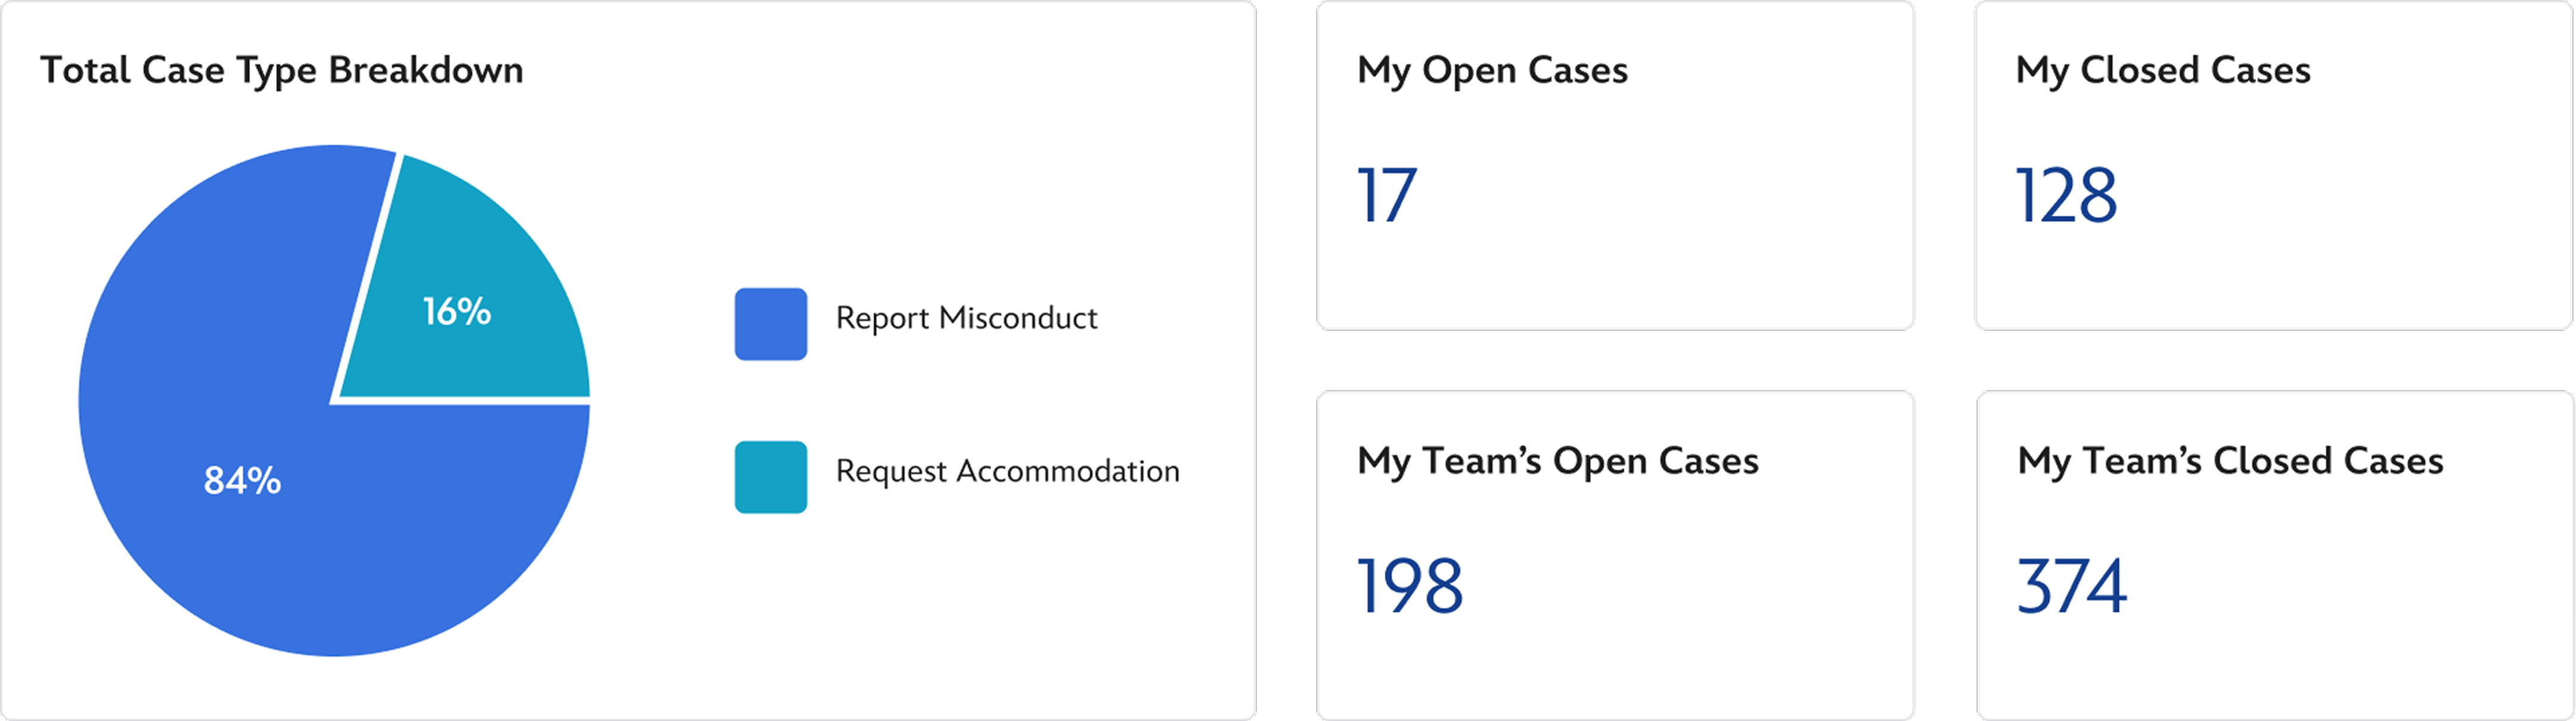 Total Case Type Breakdown
16%
84%
Report Misconduct
Request Accommodation
My Open Cases
17
My Closed Cases
128
My Team’s Open Cases
198
My Team’s Closed Cases
374